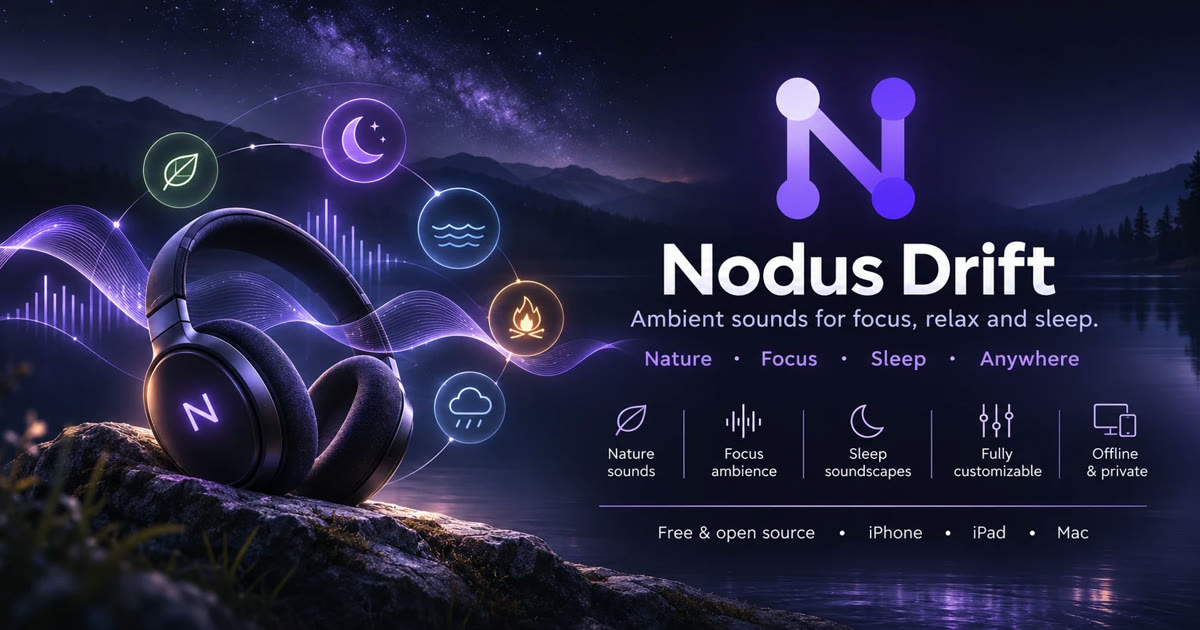 N
Nodus Drift
Ambient sounds for focus, relax and sleep.
Nature • Focus • Sleep • Anywhere
Nature sounds
Focus ambience
Sleep soundscapes
Fully customizable
Offline & private
Free & open source • iPhone • iPad • Mac
N